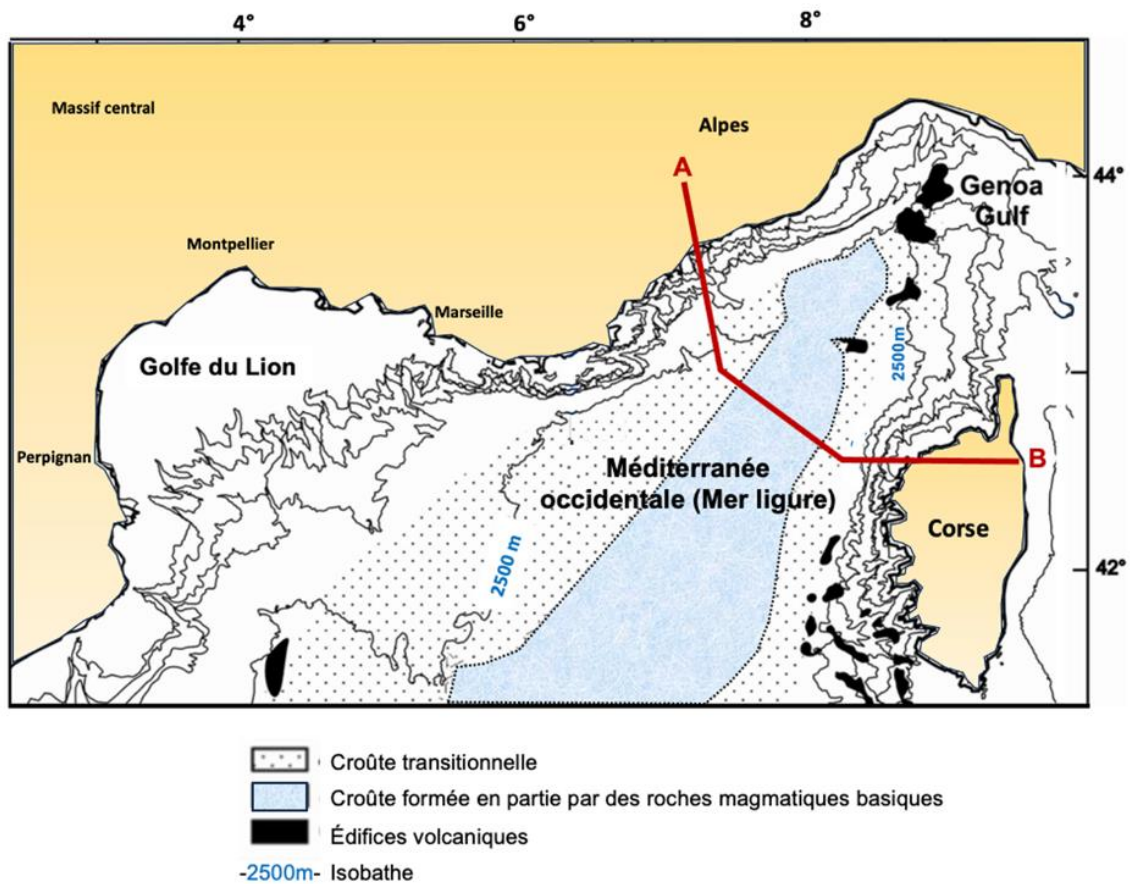 4°
6°
8°
Massif central
Alpes
A
44°
Genoa
Gulf
Montpellier
Marseille
Golfe du Lion
2500m
Perpignan
B
Méditerranée
occidentale (Mer ligure)
Corse
2500 m
42°
Croûte transitionnelle
Croûte formée en partie par des roches magmatiques basiques
Édifices volcaniques
-2500m- Isobathe